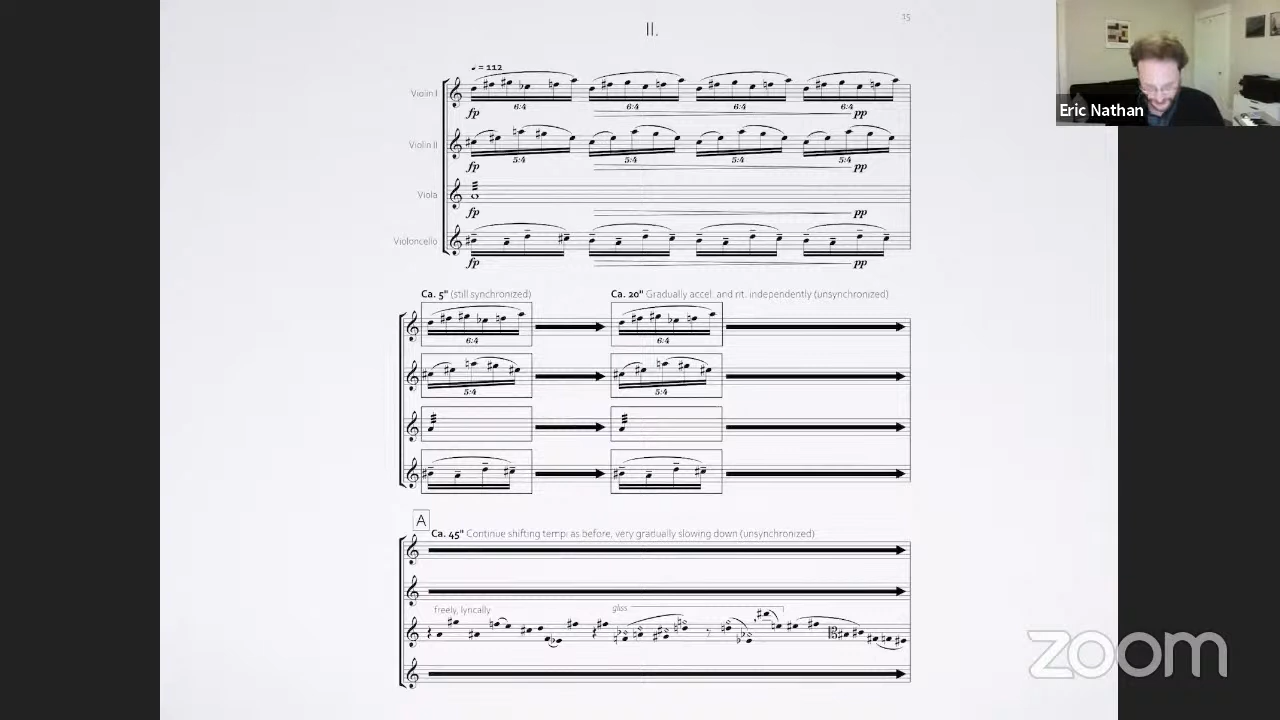 15
II.
♩ = 112
Violin I
6:4 6:4 6:4 6:4
fp pp
Violin II
5:4 5:4 5:4 5:4
fp pp
Viola
fp pp
Violoncello
fp pp
Ca. 5" (still synchronized) Ca. 20" Gradually accel. and rit. independently (unsynchronized)
6:4 6:4
5:4 5:4
A
Ca. 45" Continue shifting tempi as before, very gradually slowing down (unsynchronized)
freely, lyrically gliss.
Eric Nathan
zoom